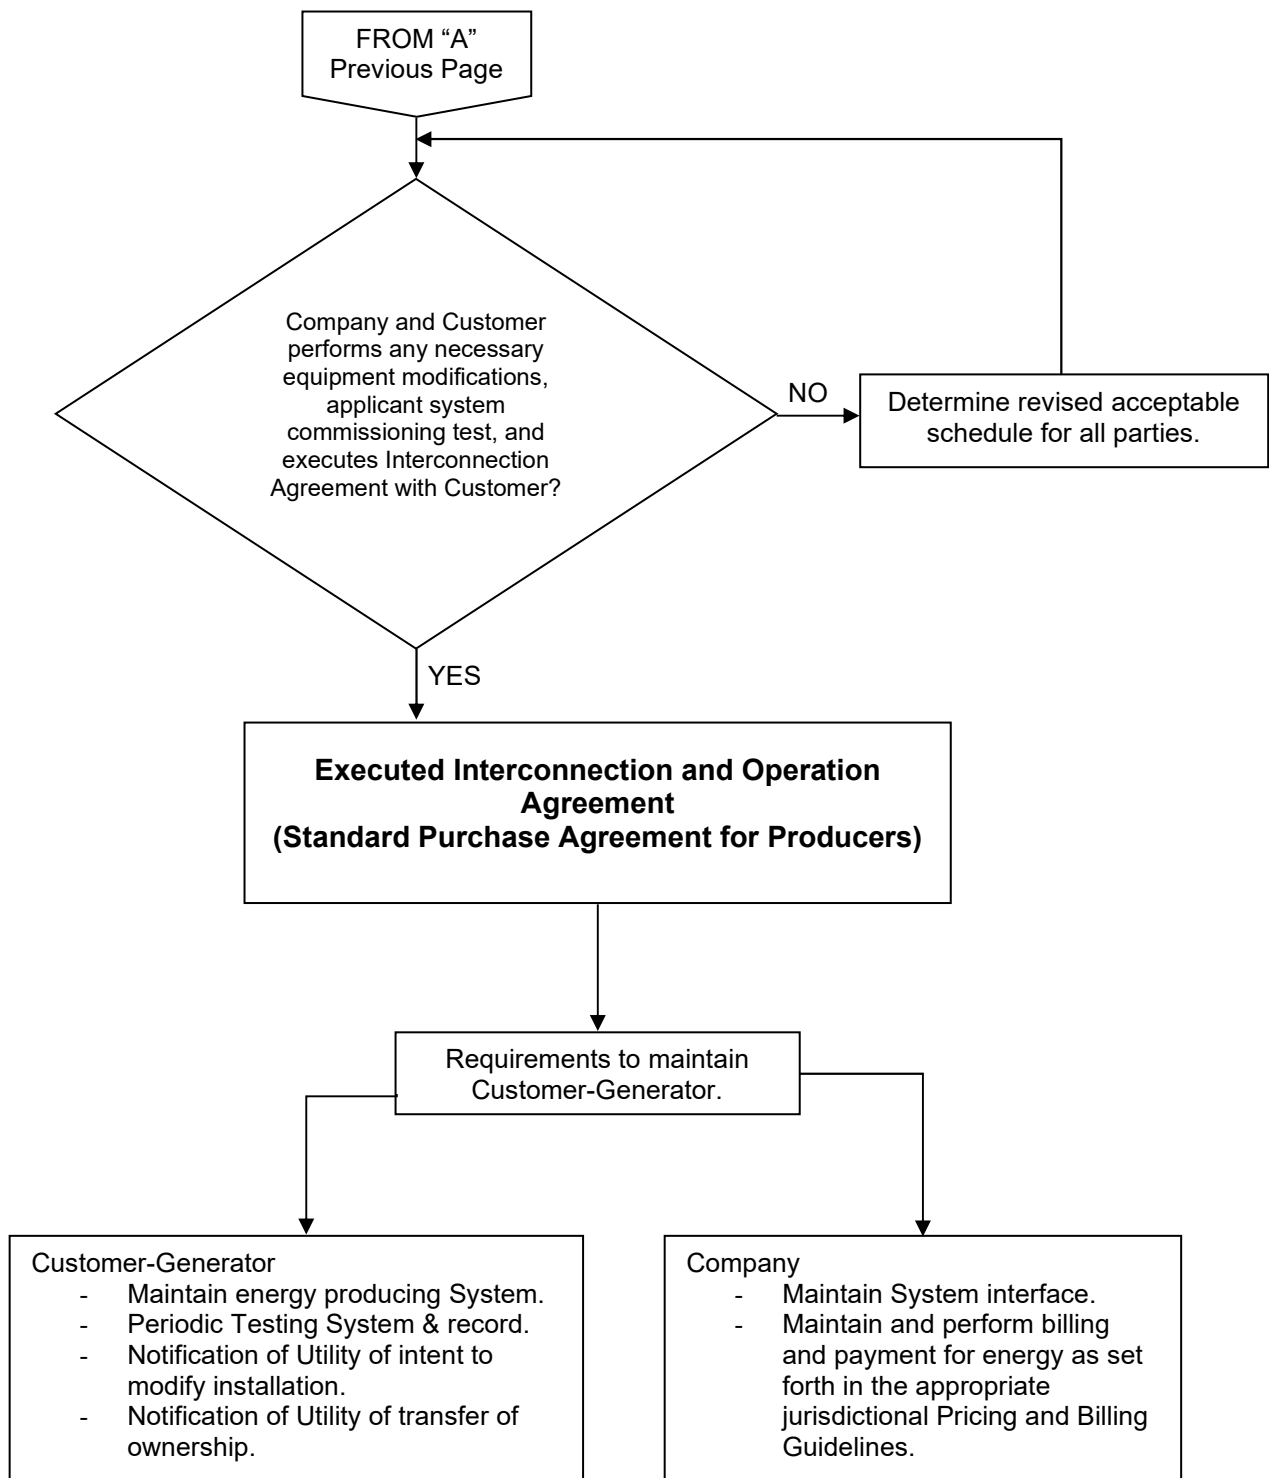 FROM “A”
Previous Page
Company and Customer
performs any necessary
equipment modifications,
applicant system
commissioning test, and
executes Interconnection
Agreement with Customer?
NO
Determine revised acceptable
schedule for all parties.
YES
Executed Interconnection and Operation
Agreement
(Standard Purchase Agreement for Producers)
Requirements to maintain
Customer-Generator.
Customer-Generator
- Maintain energy producing System.
- Periodic Testing System & record.
- Notification of Utility of intent to
modify installation.
- Notification of Utility of transfer of
ownership.
Company
- Maintain System interface.
- Maintain and perform billing
and payment for energy as set
forth in the appropriate
jurisdictional Pricing and Billing
Guidelines.